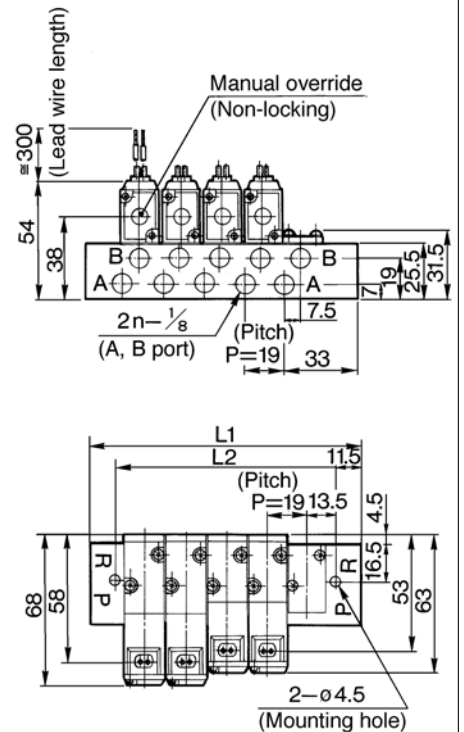 Manual override
(Non-locking)
≅300
(Lead wire length)
54
38
B
B
A
A
7
19
25.5
31.5
2n–1/8
(A, B port)
(Pitch)
P=19
7.5
33
L1
L2
11.5
(Pitch)
P=19
13.5
4.5
16.5
R
P
R
P
68
58
53
63
2–ø4.5
(Mounting hole)